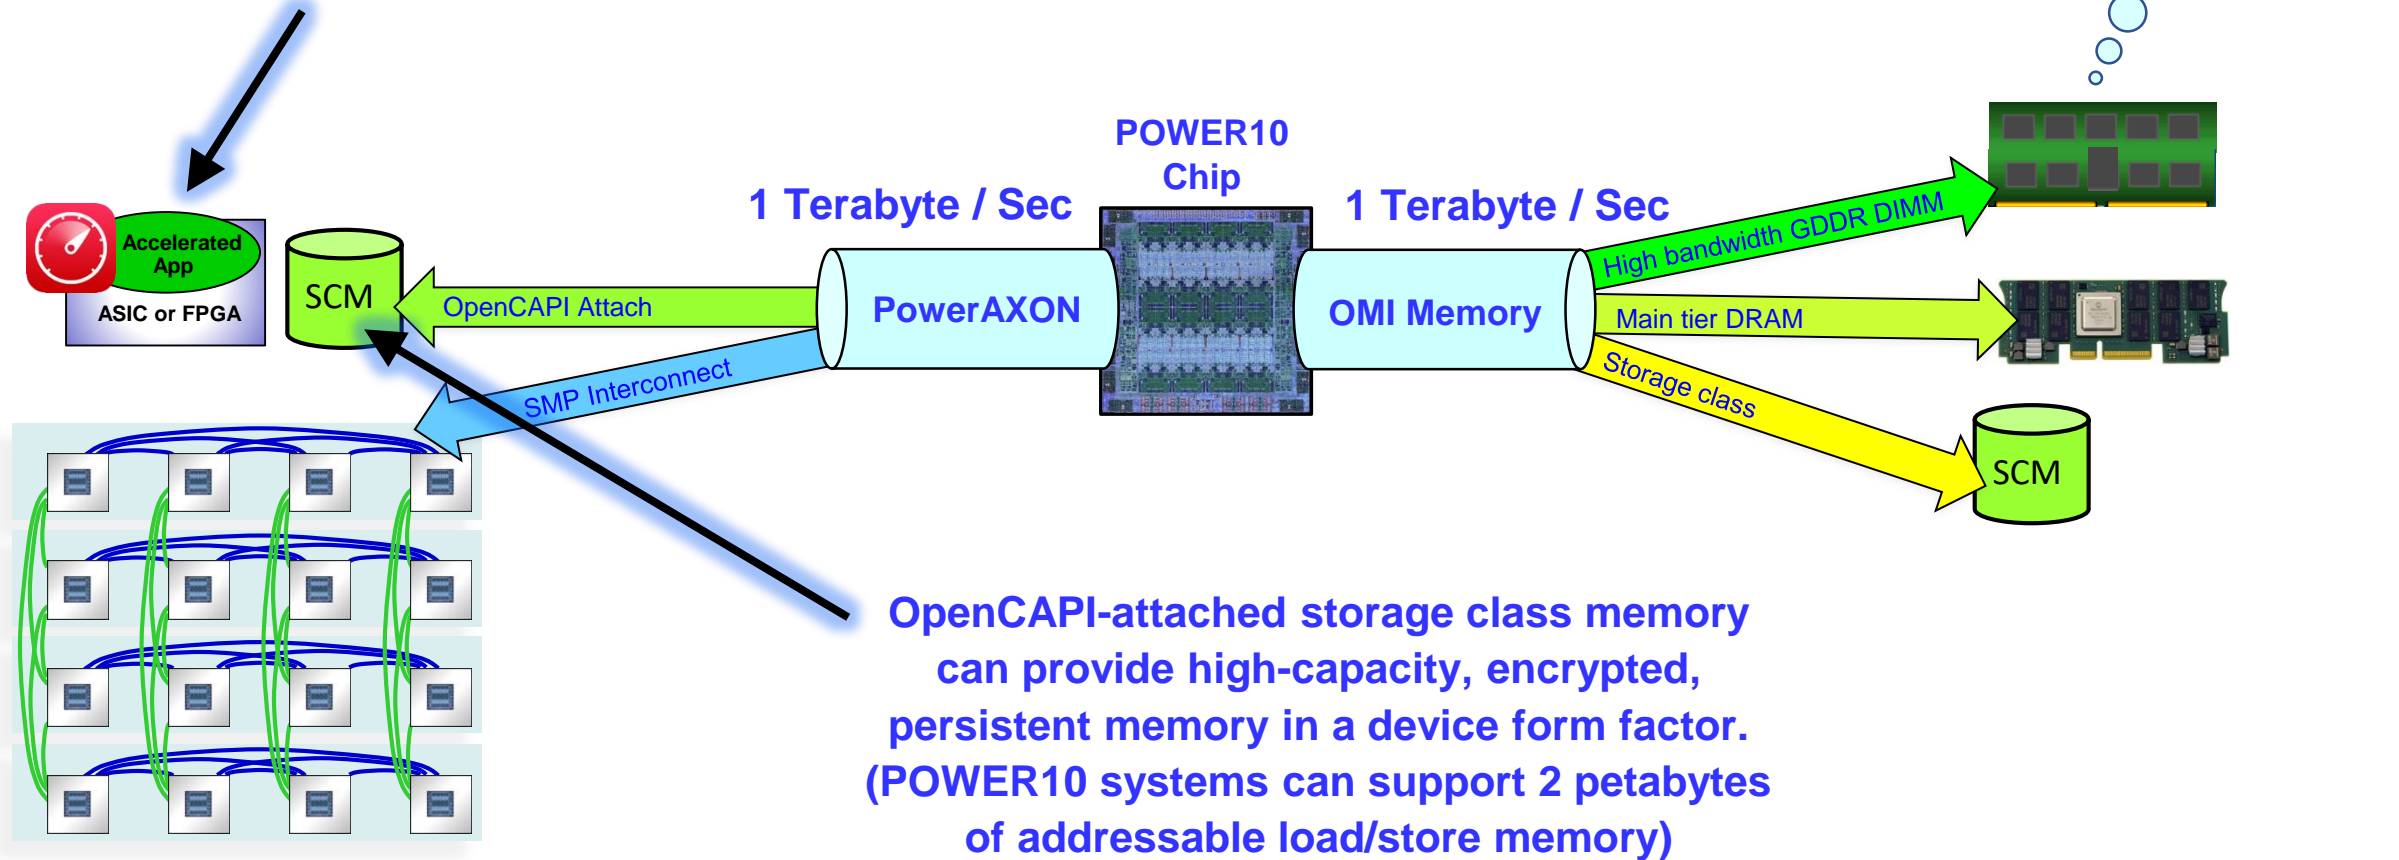 POWER10
Chip
1 Terabyte / Sec
1 Terabyte / Sec
Accelerated
App
ASIC or FPGA
SCM
OpenCAPI Attach
SMP Interconnect
PowerAXON
OMI Memory
High bandwidth GDDR DIMM
Main tier DRAM
Storage class
SCM
OpenCAPI-attached storage class memory
can provide high-capacity, encrypted,
persistent memory in a device form factor.
(POWER10 systems can support 2 petabytes
of addressable load/store memory)